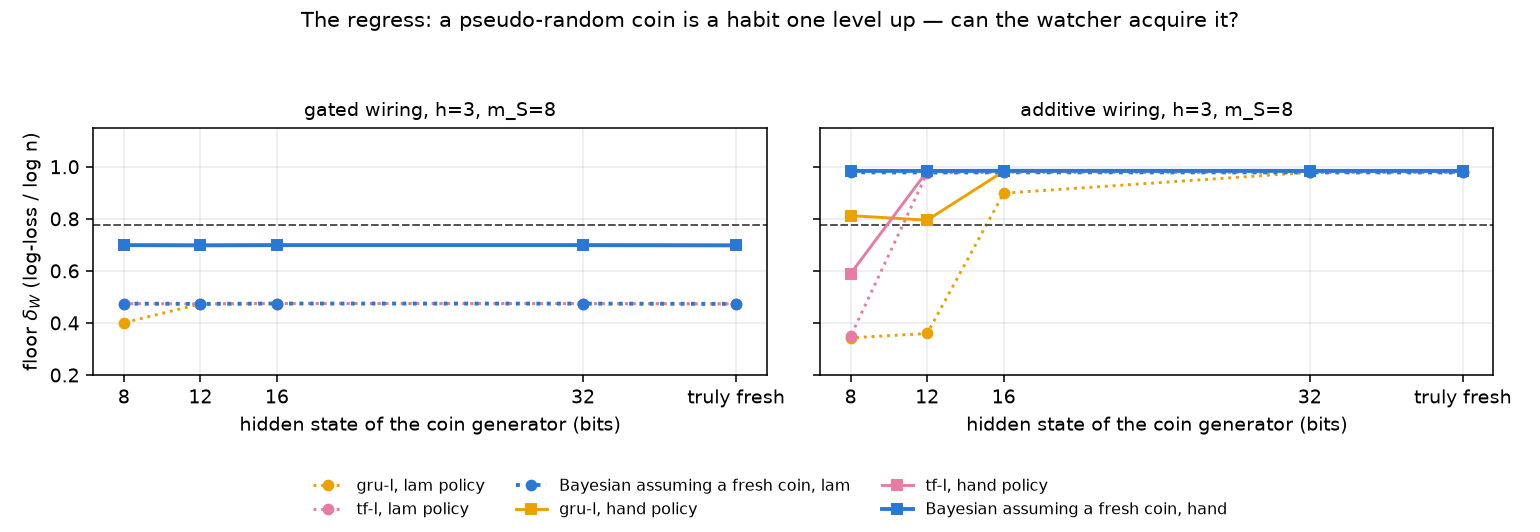 The regress: a pseudo-random coin is a habit one level up — can the watcher acquire it?
gated wiring, h=3, m_S=8
additive wiring, h=3, m_S=8
floor δ_W (log-loss / log n)
1.0
0.8
0.6
0.4
0.2
8 12 16 32 truly fresh
8 12 16 32 truly fresh
hidden state of the coin generator (bits)
hidden state of the coin generator (bits)
gru-l, lam policy
tf-l, lam policy
Bayesian assuming a fresh coin, lam
gru-l, hand policy
tf-l, hand policy
Bayesian assuming a fresh coin, hand